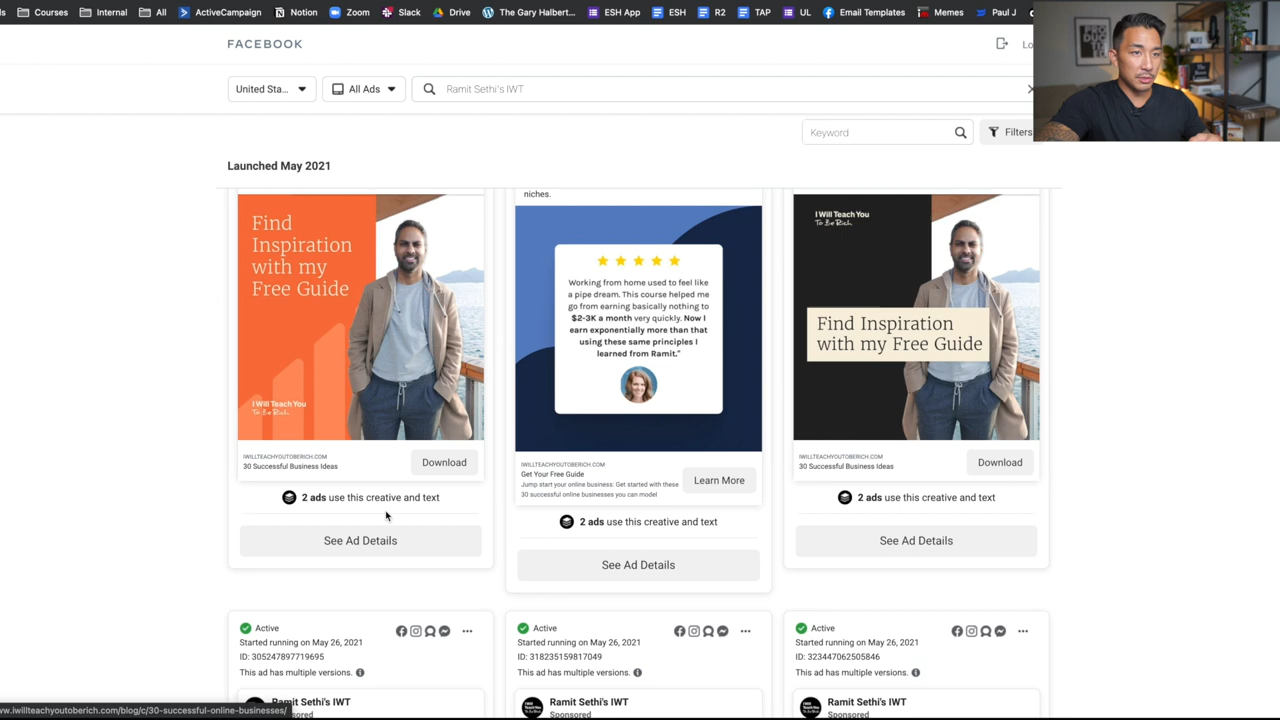 Courses
Internal
All
ActiveCampaign
Notion
Zoom
Slack
Drive
The Gary Halbert...
ESH App
ESH
R2
TAP
UL
Email Templates
Memes
Paul J
FACEBOOK
Lo
United Sta...
All Ads
Ramit Sethi's IWT
Keyword
Filters
Launched May 2021
Find
Inspiration
with my
Free Guide
I Will Teach You
To Be Rich
IWILLTEACHYOUTOBERICH.COM
30 Successful Business Ideas
Download
2 ads use this creative and text
See Ad Details
niches.
Working from home used to feel like
a pipe dream. This course helped me
go from earning basically nothing to
$2-3K a month very quickly. Now I
earn exponentially more than that
using these same principles I
learned from Ramit."
IWILLTEACHYOUTOBERICH.COM
Get Your Free Guide
Jump start your online business: Get started with these
30 successful online businesses you can model
Learn More
2 ads use this creative and text
See Ad Details
I Will Teach You
To Be Rich
Find Inspiration
with my Free Guide
IWILLTEACHYOUTOBERICH.COM
30 Successful Business Ideas
Download
2 ads use this creative and text
See Ad Details
Active
Started running on May 26, 2021
ID: 305247897719695
This ad has multiple versions.
Ramit Sethi's IWT
Sponsored
Active
Started running on May 26, 2021
ID: 318235159817049
This ad has multiple versions.
Ramit Sethi's IWT
Sponsored
Active
Started running on May 26, 2021
ID: 323447062505846
This ad has multiple versions.
Ramit Sethi's IWT
Sponsored
ww.iwillteachyoutoberich.com/blog/c/30-successful-online-businesses/